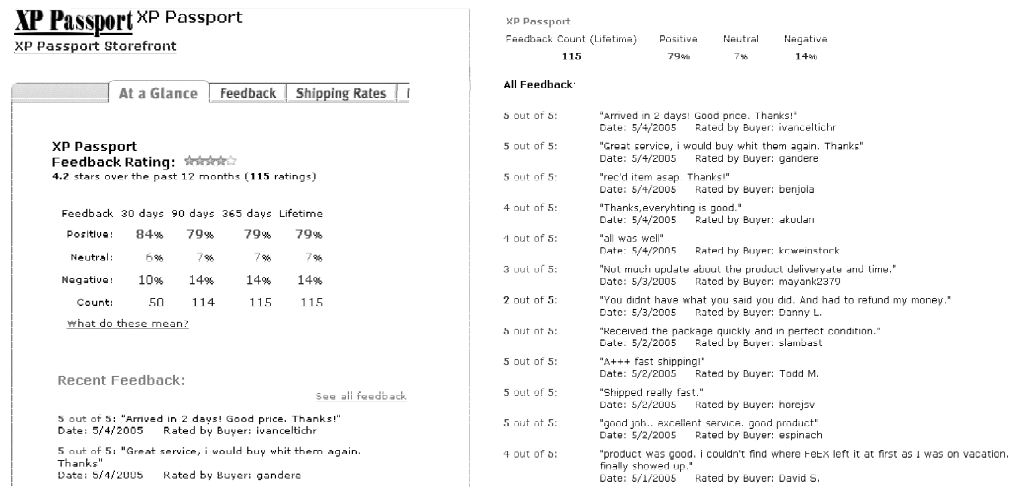 XP Passport XP Passport
XP Passport Storefront
At a Glance Feedback Shipping Rates
XP Passport
Feedback Rating:
4.2 stars over the past 12 months (115 ratings)
Feedback 30 days 90 days 365 days Lifetime
Positive: 84% 79% 79% 79%
Neutral: 6% 7% 7% 7%
Negative: 10% 14% 14% 14%
Count: 50 114 115 115
What do these mean?
Recent Feedback:
See all feedback
5 out of 5: "Arrived in 2 days! Good price. Thanks!"
Date: 5/4/2005 Rated by Buyer: ivanceltichr
5 out of 5: "Great service, i would buy whit them again.
Thanks"
Date: 5/4/2005 Rated by Buyer: gandere
XP Passport
Feedback Count (Lifetime) Positive Neutral Negative
115 79% 7% 14%
All Feedback:
5 out of 5: "Arrived in 2 days! Good price. Thanks!"
Date: 5/4/2005 Rated by Buyer: ivanceltichr
5 out of 5: "Great service, i would buy whit them again. Thanks"
Date: 5/4/2005 Rated by Buyer: gandere
5 out of 5: "rec'd item asap. Thanks!"
Date: 5/4/2005 Rated by Buyer: benjola
4 out of 5: "Thanks,everyhting is good."
Date: 5/4/2005 Rated by Buyer: akudari
4 out of 5: "all was well"
Date: 5/4/2005 Rated by Buyer: kcweinstock
3 out of 5: "Not much update about the product deliveryate and time."
Date: 5/3/2005 Rated by Buyer: mayank2379
2 out of 5: "You didnt have what you said you did. And had to refund my money."
Date: 5/3/2005 Rated by Buyer: Danny L.
5 out of 5: "Received the package quickly and in perfect condition."
Date: 5/2/2005 Rated by Buyer: slambast
5 out of 5: "A+++ fast shipping!"
Date: 5/2/2005 Rated by Buyer: Todd M.
5 out of 5: "Shipped really fast."
Date: 5/2/2005 Rated by Buyer: horejsv
5 out of 5: "good job.. excellent service. good product"
Date: 5/2/2005 Rated by Buyer: espinach
4 out of 5: "product was good. i couldn't find where FeEX left it at first as I was on vacation.
finally showed up."
Date: 5/1/2005 Rated by Buyer: David S.